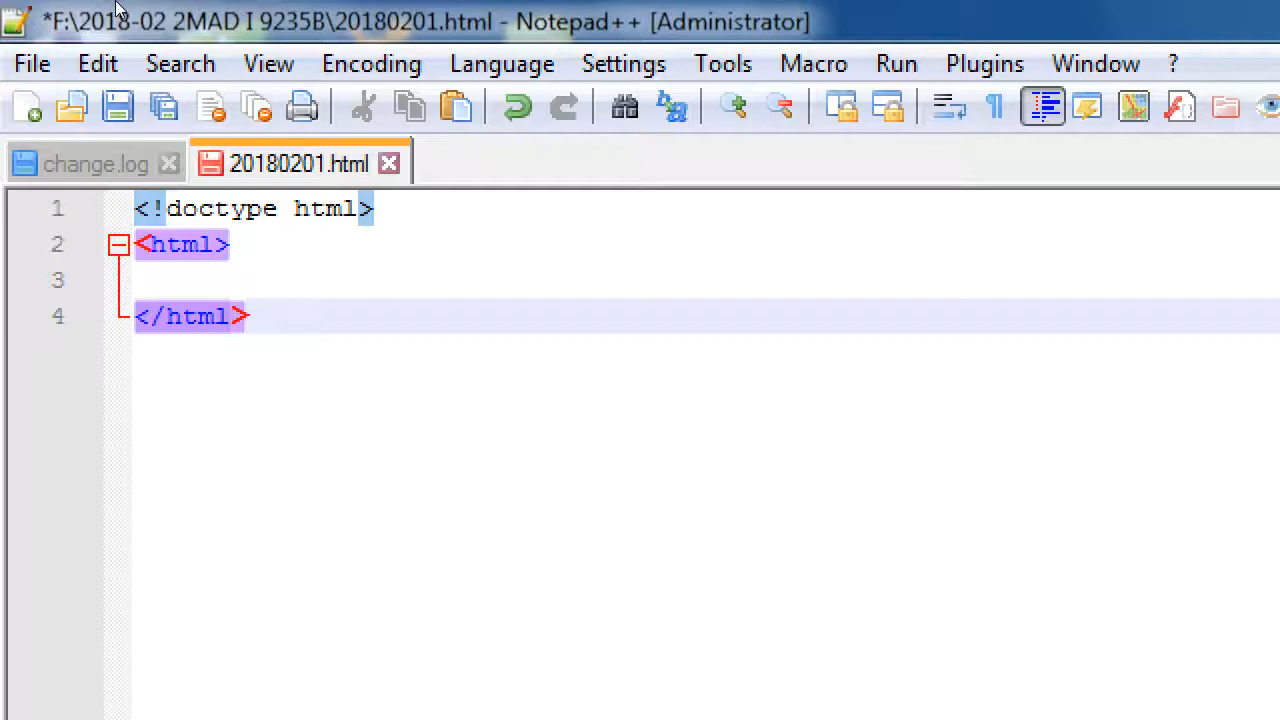 *F:\2018-02 2MAD I 9235B\20180201.html - Notepad++ [Administrator]
File Edit Search View Encoding Language Settings Tools Macro Run Plugins Window ?
change.log 20180201.html
1 <!doctype html>
2 <html>
3
4 </html>